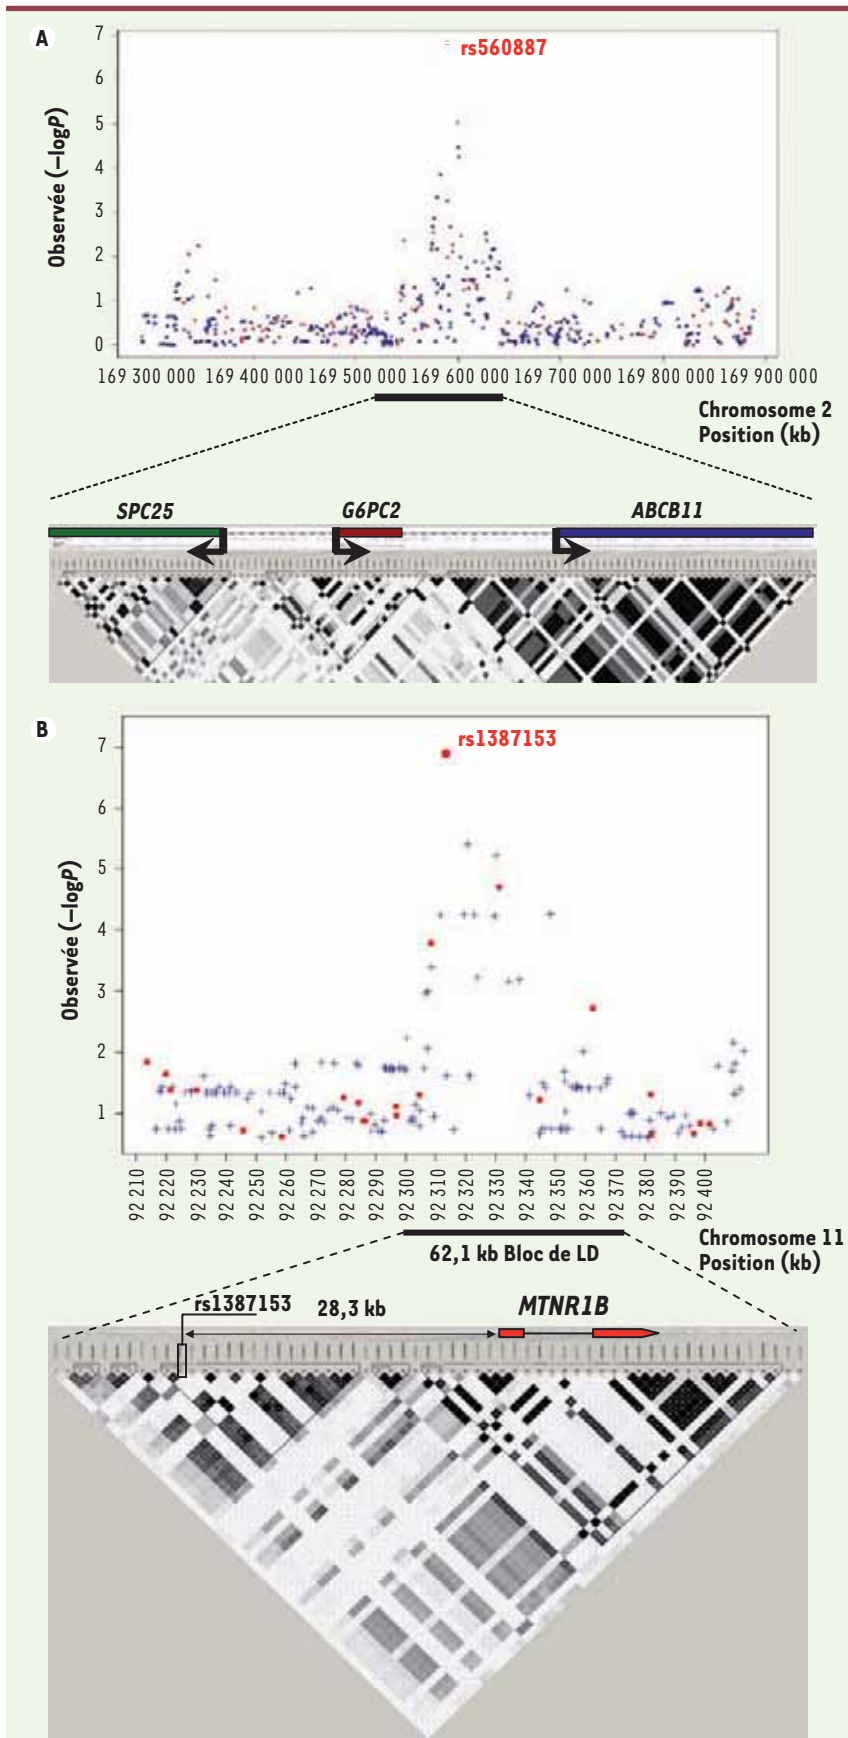 A
rs560887
Observée (–logP)
7
6
5
4
3
2
1
0
169 300 000 169 400 000 169 500 000 169 600 000 169 700 000 169 800 000 169 900 000
Chromosome 2
Position (kb)
SPC25 G6PC2 ABCB11
B
rs1387153
Observée (–logP)
7
6
5
4
3
2
1
92 210 92 220 92 230 92 240 92 250 92 260 92 270 92 280 92 290 92 300 92 310 92 320 92 330 92 340 92 350 92 360 92 370 92 380 92 390 92 400
Chromosome 11
Position (kb)
62,1 kb Bloc de LD
rs1387153 28,3 kb MTNR1B